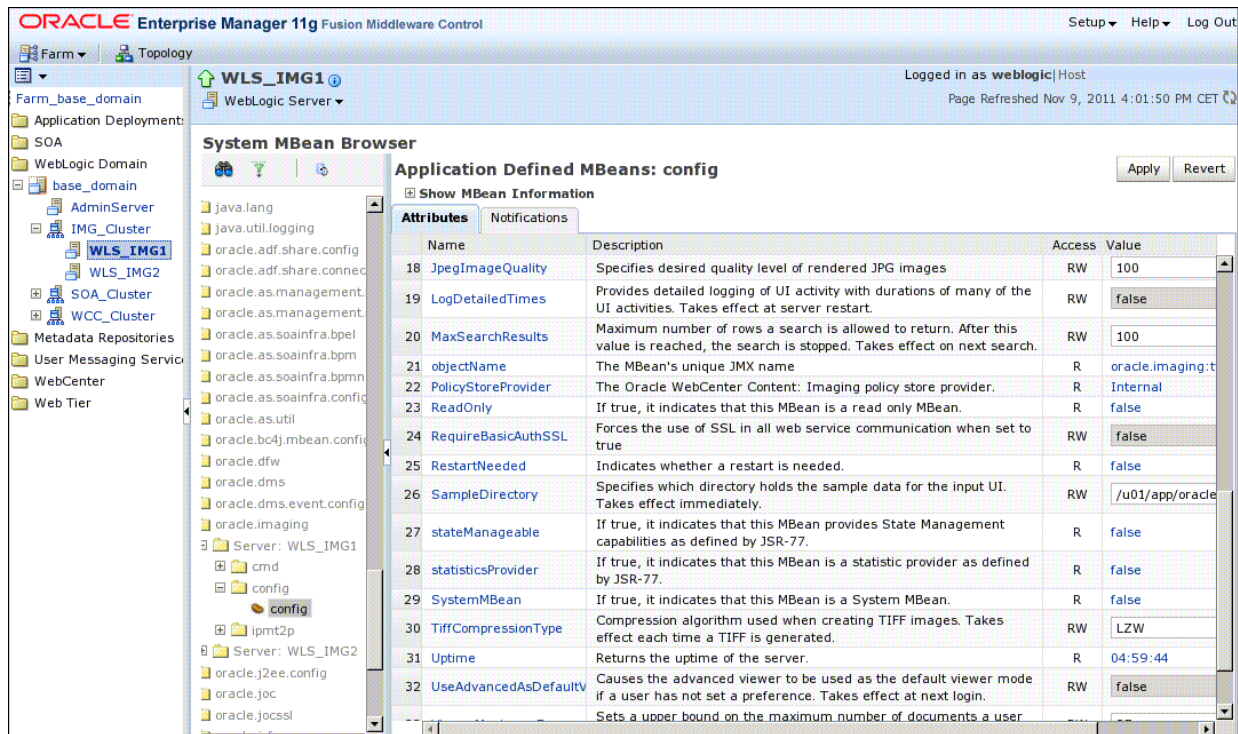 ORACLE Enterprise Manager 11g Fusion Middleware Control
Setup Help Log Out
Farm Topology
WLS_IMG1
WebLogic Server
Logged in as weblogic|Host
Page Refreshed Nov 9, 2011 4:01:50 PM CET
Farm_base_domain
Application Deployments
SOA
WebLogic Domain
base_domain
AdminServer
IMG_Cluster
WLS_IMG1
WLS_IMG2
SOA_Cluster
WCC_Cluster
Metadata Repositories
User Messaging Servic
WebCenter
Web Tier
System MBean Browser
java.lang
java.util.logging
oracle.adf.share.config
oracle.adf.share.connec
oracle.as.management.
oracle.as.management.
oracle.as.soainfra.bpel
oracle.as.soainfra.bpm
oracle.as.soainfra.bpmn
oracle.as.soainfra.config
oracle.as.util
oracle.bc4j.mbean.config
oracle.dfw
oracle.dms
oracle.dms.event.config
oracle.imaging
Server: WLS_IMG1
cmd
config
config
ipmt2p
Server: WLS_IMG2
oracle.j2ee.config
oracle.joc
oracle.jocssl
Application Defined MBeans: config
Apply Revert
Show MBean Information
Attributes Notifications
Name Description Access Value
18 JpegImageQuality Specifies desired quality level of rendered JPG images RW 100
19 LogDetailedTimes Provides detailed logging of UI activity with durations of many of the
UI activities. Takes effect at server restart. RW false
20 MaxSearchResults Maximum number of rows a search is allowed to return. After this
value is reached, the search is stopped. Takes effect on next search. RW 100
21 objectName The MBean's unique JMX name R oracle.imaging:t
22 PolicyStoreProvider The Oracle WebCenter Content: Imaging policy store provider. R Internal
23 ReadOnly If true, it indicates that this MBean is a read only MBean. R false
24 RequireBasicAuthSSL Forces the use of SSL in all web service communication when set to
true RW false
25 RestartNeeded Indicates whether a restart is needed. R false
26 SampleDirectory Specifies which directory holds the sample data for the input UI.
Takes effect immediately. RW /u01/app/oracle
27 stateManageable If true, it indicates that this MBean provides State Management
capabilities as defined by JSR-77. R false
28 statisticsProvider If true, it indicates that this MBean is a statistic provider as defined
by JSR-77. R false
29 SystemMBean If true, it indicates that this MBean is a System MBean. R false
30 TiffCompressionType Compression algorithm used when creating TIFF images. Takes
effect each time a TIFF is generated. RW LZW
31 Uptime Returns the uptime of the server. R 04:59:44
32 UseAdvancedAsDefaultV Causes the advanced viewer to be used as the default viewer mode
if a user has not set a preference. Takes effect at next login. RW false
Sets a upper bound on the maximum number of documents a user